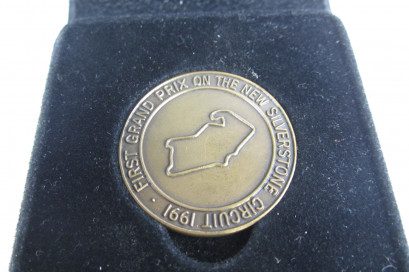 · FIRST GRAND PRIX ON THE NEW SILVERSTONE CIRCUIT 1991